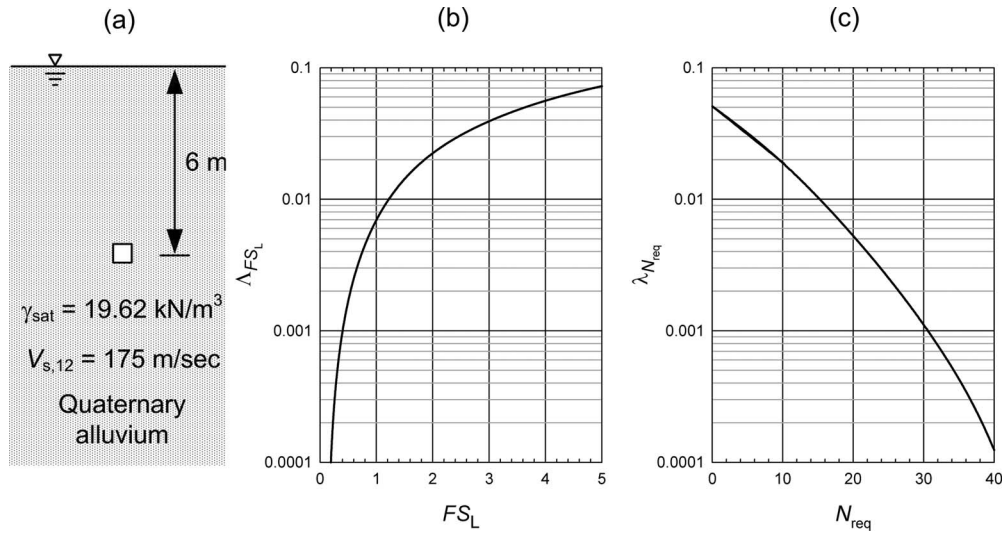 (a)
6 m
γsat = 19.62 kN/m³
Vs,12 = 175 m/sec
Quaternary
alluvium
(b)
0.1
0.01
0.001
0.0001
ΛFSL
0 1 2 3 4 5
FSL
(c)
0.1
0.01
0.001
0.0001
λNreq
0 10 20 30 40
Nreq